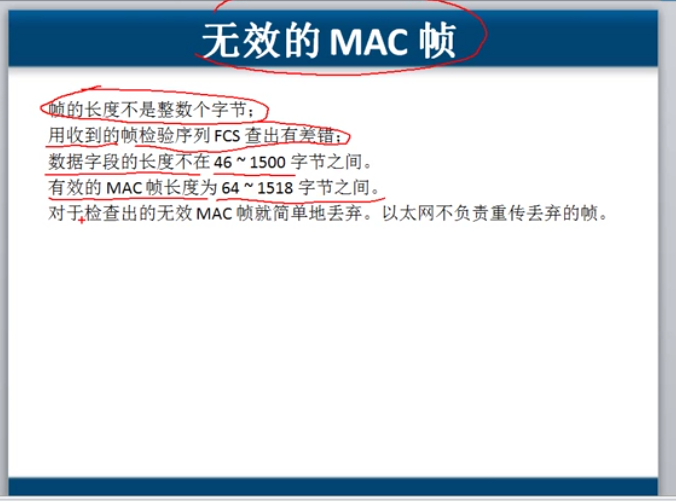 无效的 MAC 帧
帧的长度不是整数个字节；
用收到的帧检验序列 FCS 查出有差错；
数据字段的长度不在 46 ~ 1500 字节之间。
有效的 MAC 帧长度为 64 ~ 1518 字节之间。
对于检查出的无效 MAC 帧就简单地丢弃。以太网不负责重传丢弃的帧。